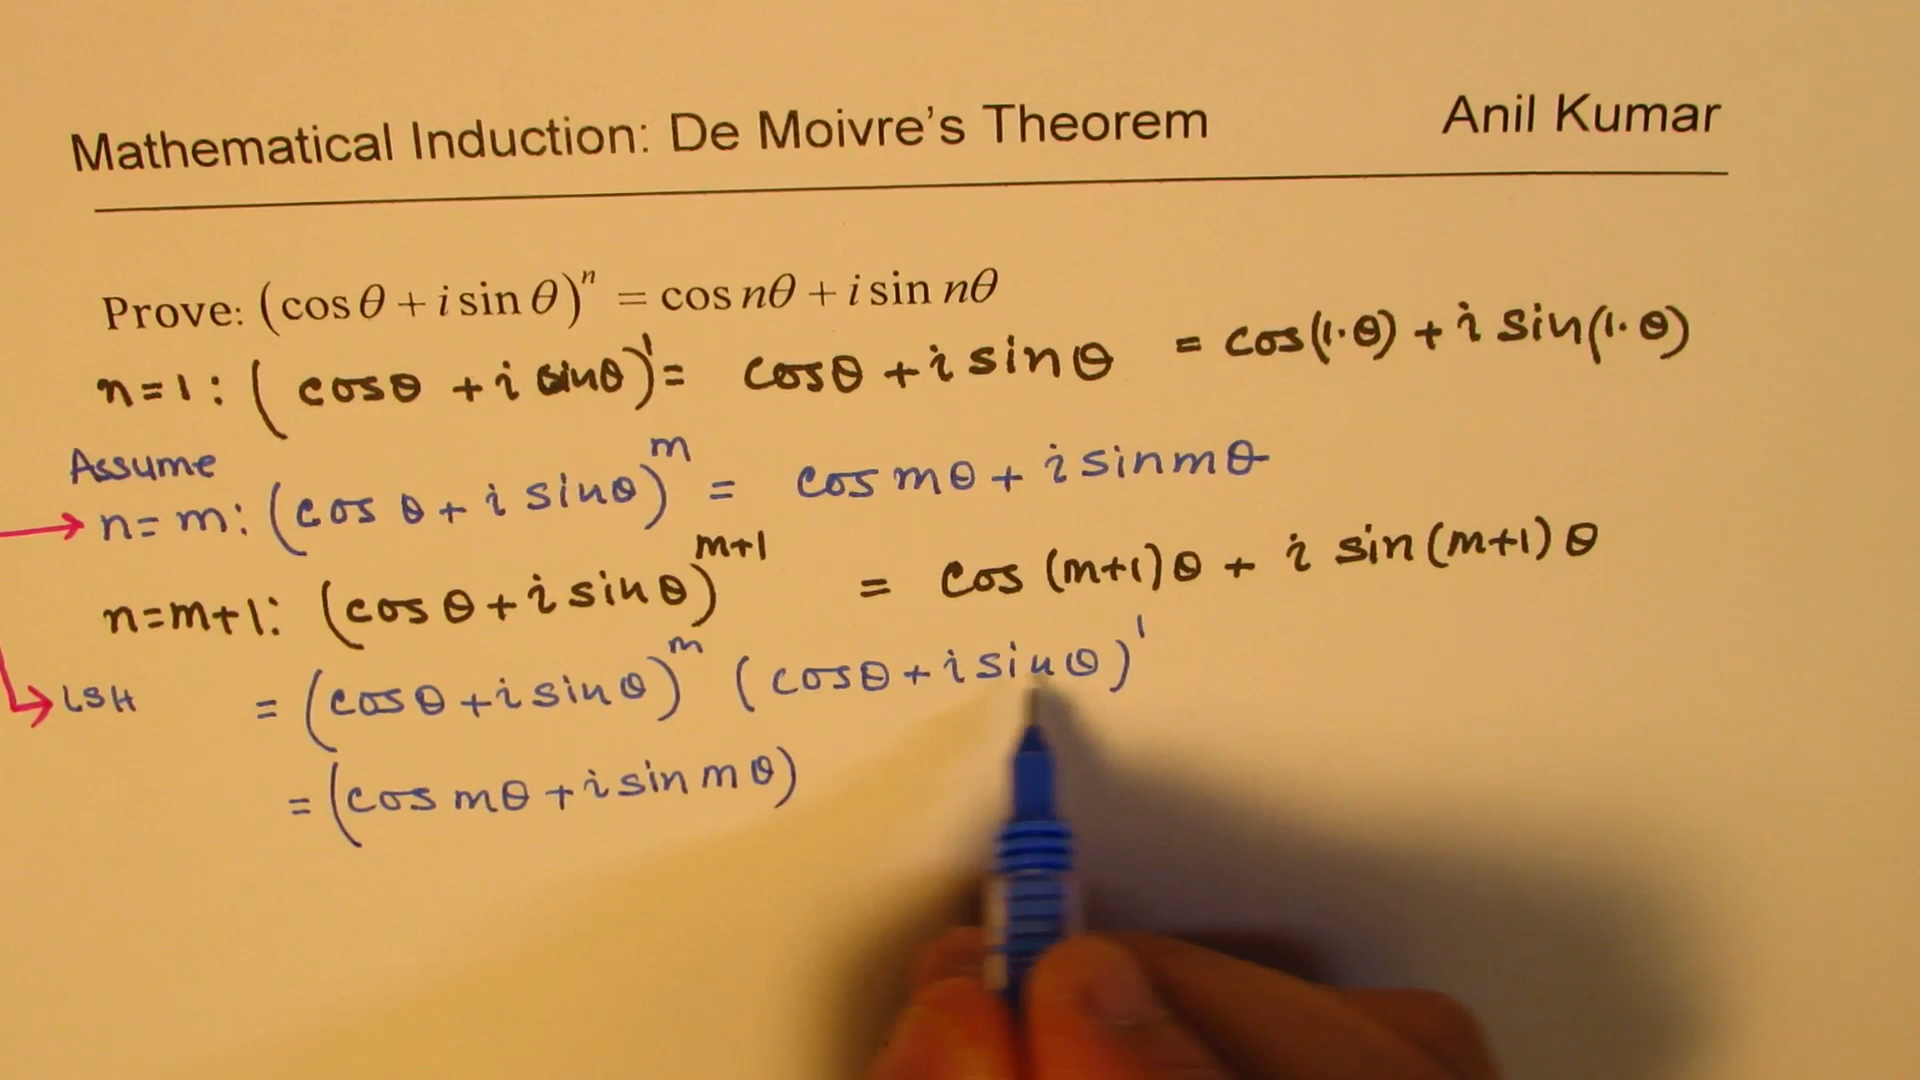 Mathematical Induction: De Moivre's Theorem Anil Kumar
Prove: (cosθ + i sin θ)ⁿ = cos nθ + i sin nθ
n=1: (cosθ + i sinθ)¹ = cosθ + i sinθ = cos(1·θ) + i sin(1·θ)
Assume
n=m: (cos θ + i sinθ)ᵐ = cos mθ + i sinmθ
n=m+1: (cosθ + i sinθ)ᵐ⁺¹ = cos (m+1)θ + i sin(m+1)θ
LSH = (cosθ + i sinθ)ᵐ (cosθ + i sinθ)¹
= (cos mθ + i sin mθ)